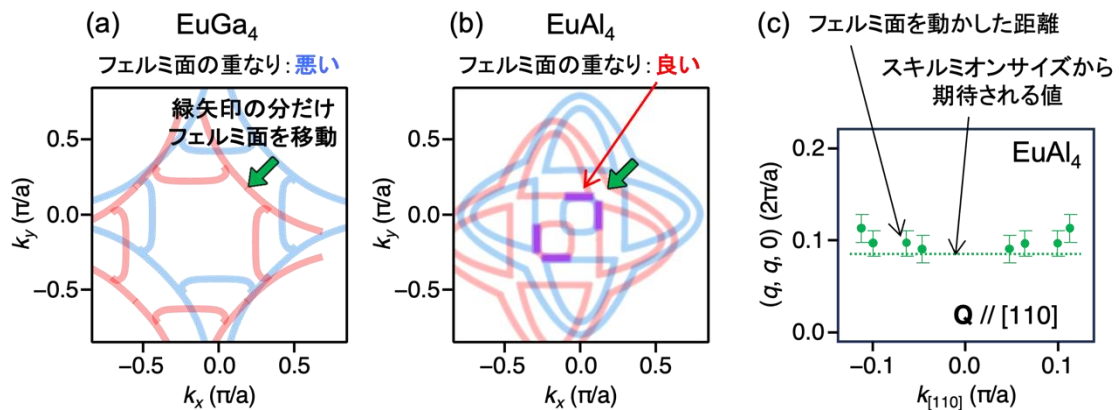 (a) EuGa₄
フェルミ面の重なり：悪い
緑矢印の分だけ
フェルミ面を移動
0.5
0.0
−0.5
k_y (π/a)
−0.5 0.0 0.5
k_x (π/a)
(b) EuAl₄
フェルミ面の重なり：良い
0.5
0.0
−0.5
k_y (π/a)
−0.5 0.0 0.5
k_x (π/a)
(c) フェルミ面を動かした距離
スキルミオンサイズから
期待される値
EuAl₄
0.2
0.1
0.0
(q, q, 0) (2π/a)
Q // [110]
−0.1 0.0 0.1
k_[110] (π/a)